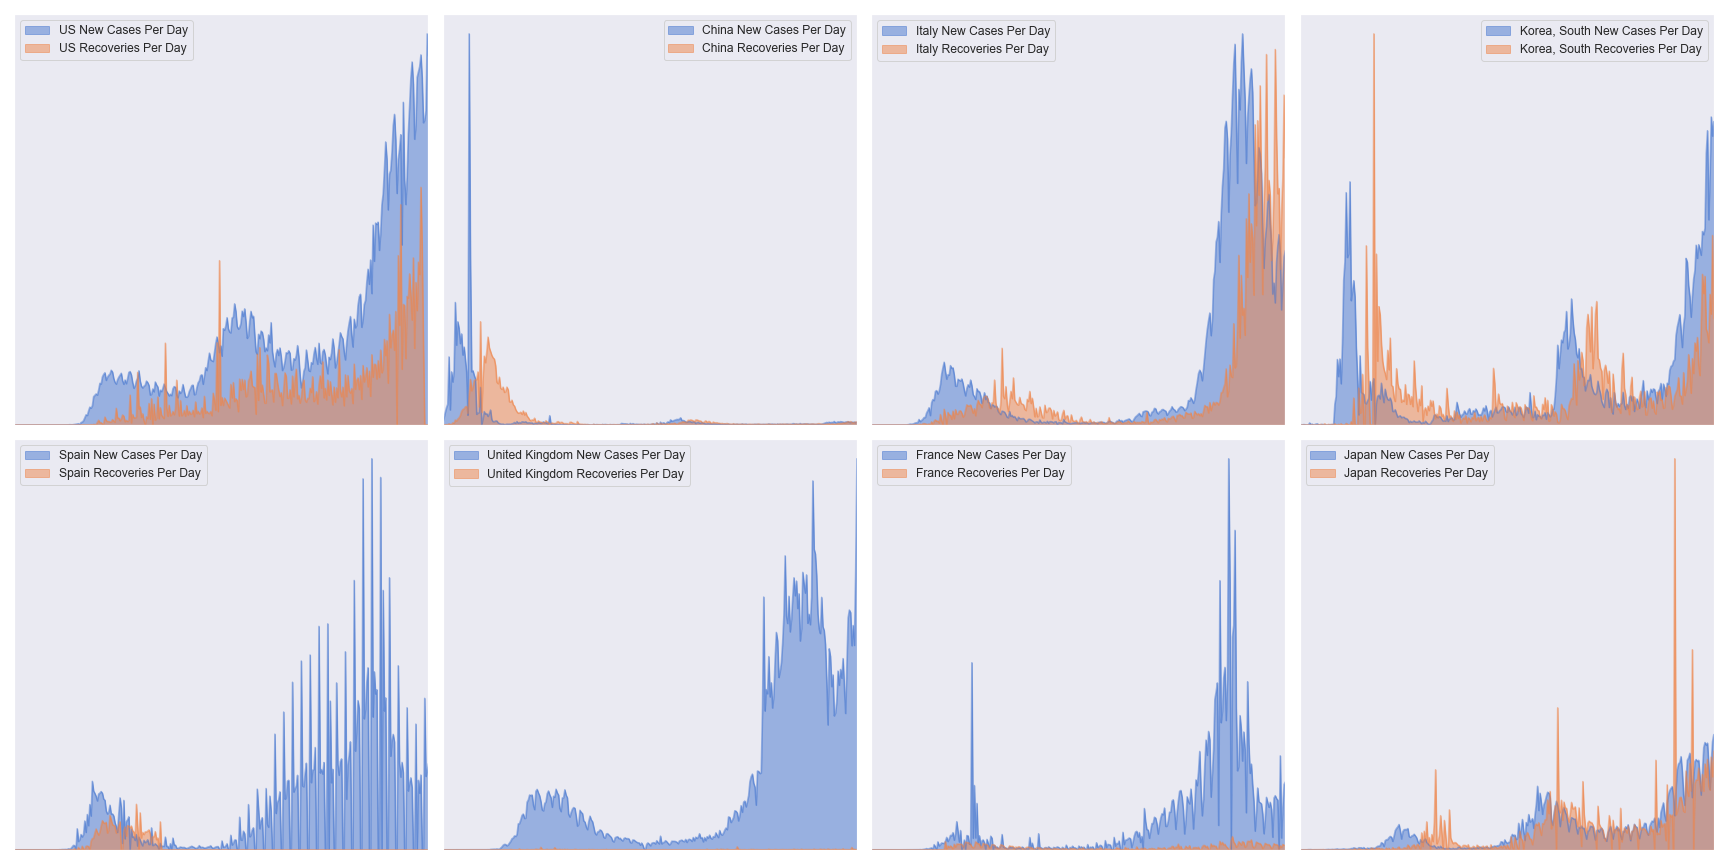 US New Cases Per Day
US Recoveries Per Day
China New Cases Per Day
China Recoveries Per Day
Italy New Cases Per Day
Italy Recoveries Per Day
Korea, South New Cases Per Day
Korea, South Recoveries Per Day
Spain New Cases Per Day
Spain Recoveries Per Day
United Kingdom New Cases Per Day
United Kingdom Recoveries Per Day
France New Cases Per Day
France Recoveries Per Day
Japan New Cases Per Day
Japan Recoveries Per Day